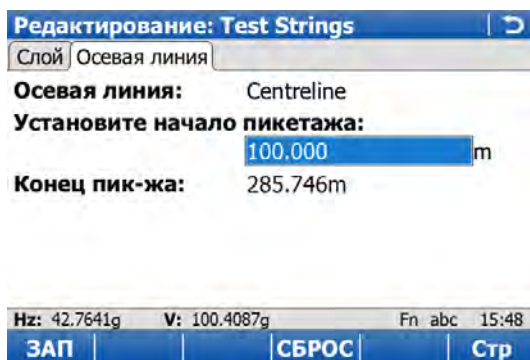 Редактирование: Test Strings
Слой Осевая линия
Осевая линия: Centreline
Установите начало пикетажа:
100.000 m
Конец пик-жа: 285.746m
Hz: 42.7641g V: 100.4087g Fn abc 15:48
ЗАП СБРОС Стр